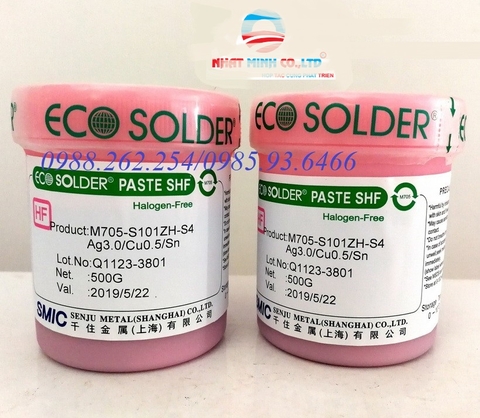 NHẬT MINH CO.,LTD
ECO SOLDER®
ECO SOLDER®
0988.262.254/0985 93.6466
ECO SOLDER® PASTE SHF
M705
Halogen-Free
HF
Product:M705-S101ZH-S4
Ag3.0/Cu0.5/Sn
Lot.No:Q1123-3801
Net. :500G
Val. :2019/5/22
SMIC
SENJU METAL(SHANGHAI) CO.,LTD.
千住金属(上海)有限公司
ECO SOLDER® PASTE SHF
M705
Halogen-Free
HF
Product:M705-S101ZH-S4
Ag3.0/Cu0.5/Sn
Lot.No:Q1123-3801
Net. :500G
Val. :2019/5/22
SMIC
SENJU METAL(SHANGHAI) CO.,LTD.
千住金属(上海)有限公司